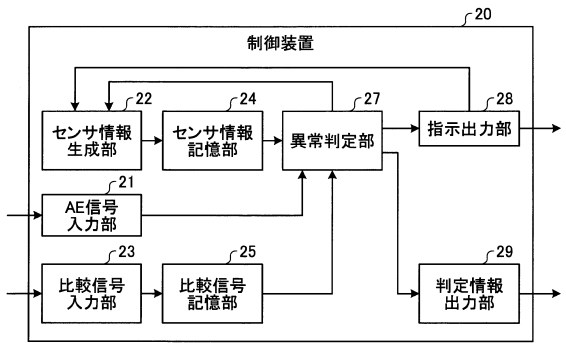 20
制御装置
22
センサ情報
生成部
24
センサ情報
記憶部
27
異常判定部
28
指示出力部
21
AE信号
入力部
23
比較信号
入力部
25
比較信号
記憶部
29
判定情報
出力部